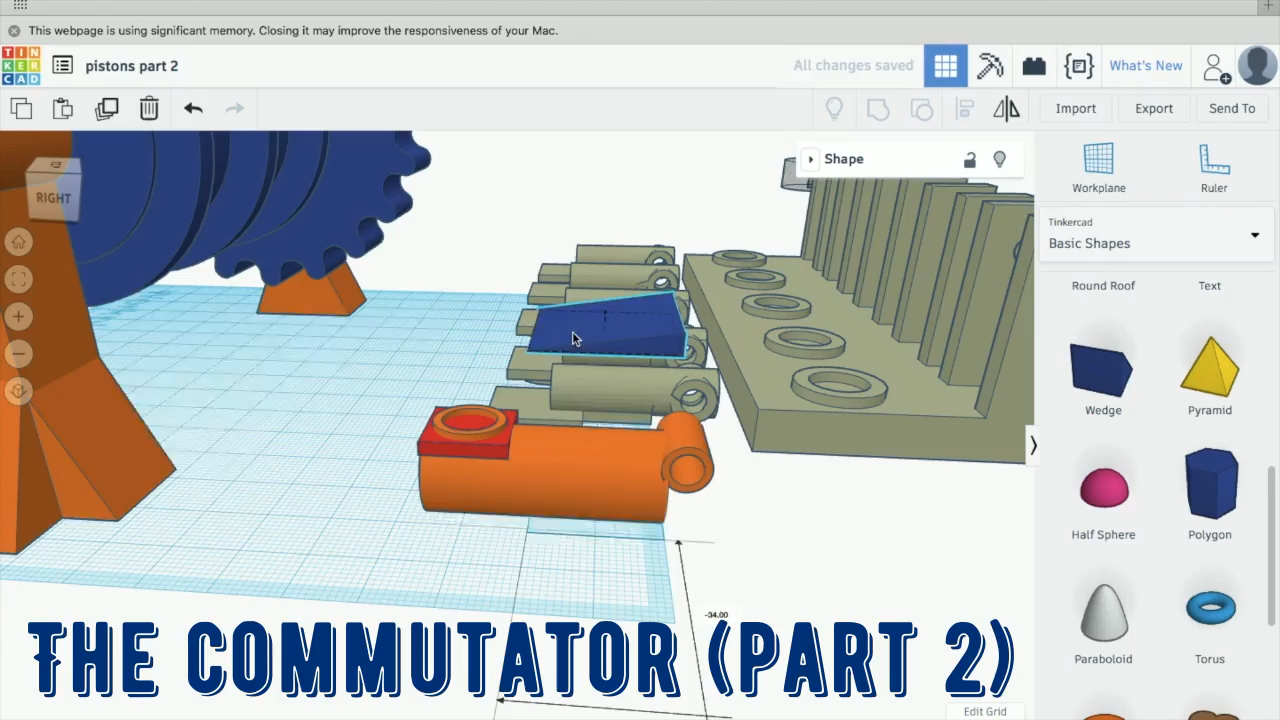 This webpage is using significant memory. Closing it may improve the responsiveness of your Mac.
TIN
KER
CAD
pistons part 2
All changes saved
What's New
Import
Export
Send To
RIGHT
Shape
Workplane
Ruler
Tinkercad
Basic Shapes
Round Roof
Text
Wedge
Pyramid
Half Sphere
Polygon
Paraboloid
Torus
-34.00
THE COMMUTATOR (PART 2)
Edit Grid